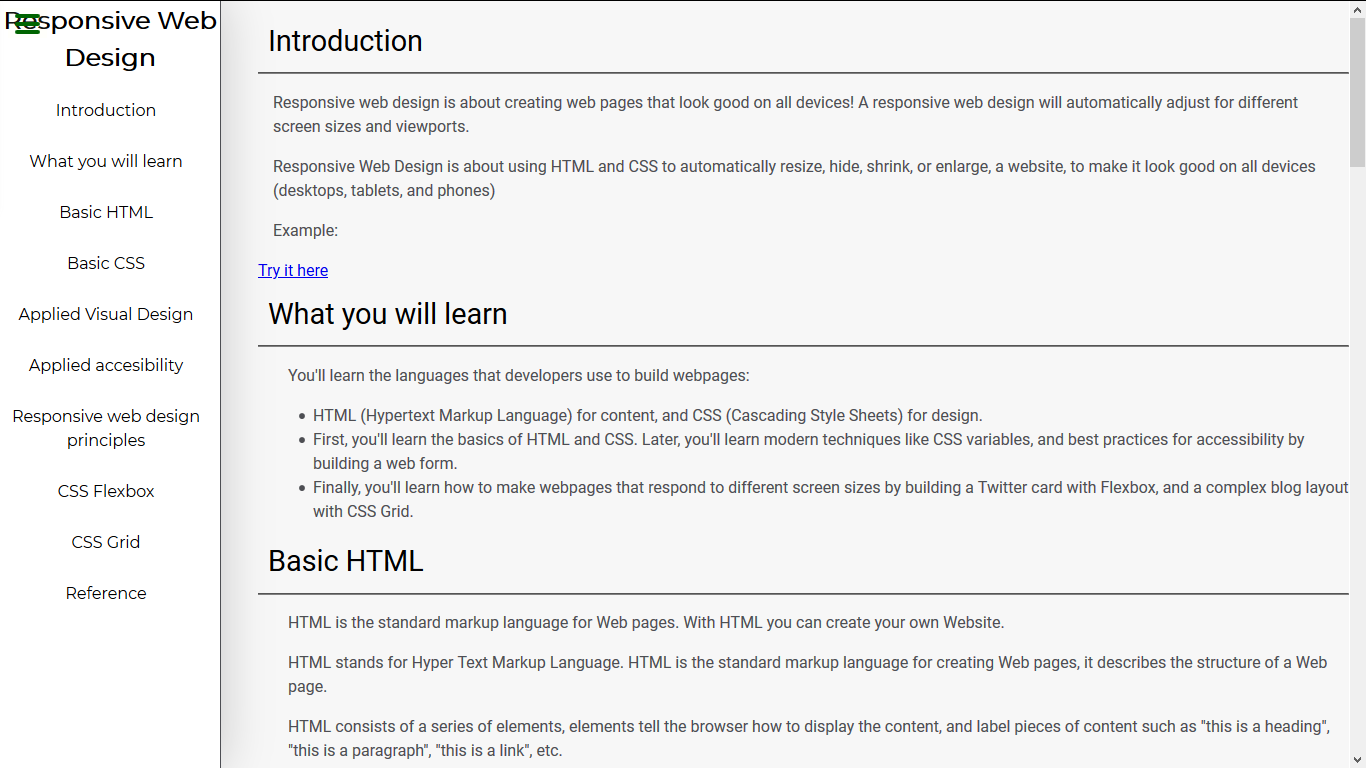 Responsive Web
Design
Introduction
What you will learn
Basic HTML
Basic CSS
Applied Visual Design
Applied accesibility
Responsive web design
principles
CSS Flexbox
CSS Grid
Reference
Introduction
Responsive web design is about creating web pages that look good on all devices! A responsive web design will automatically adjust for different
screen sizes and viewports.
Responsive Web Design is about using HTML and CSS to automatically resize, hide, shrink, or enlarge, a website, to make it look good on all devices
(desktops, tablets, and phones)
Example:
Try it here
What you will learn
You'll learn the languages that developers use to build webpages:
HTML (Hypertext Markup Language) for content, and CSS (Cascading Style Sheets) for design.
First, you'll learn the basics of HTML and CSS. Later, you'll learn modern techniques like CSS variables, and best practices for accessibility by
building a web form.
Finally, you'll learn how to make webpages that respond to different screen sizes by building a Twitter card with Flexbox, and a complex blog layout
with CSS Grid.
Basic HTML
HTML is the standard markup language for Web pages. With HTML you can create your own Website.
HTML stands for Hyper Text Markup Language. HTML is the standard markup language for creating Web pages, it describes the structure of a Web
page.
HTML consists of a series of elements, elements tell the browser how to display the content, and label pieces of content such as "this is a heading",
"this is a paragraph", "this is a link", etc.